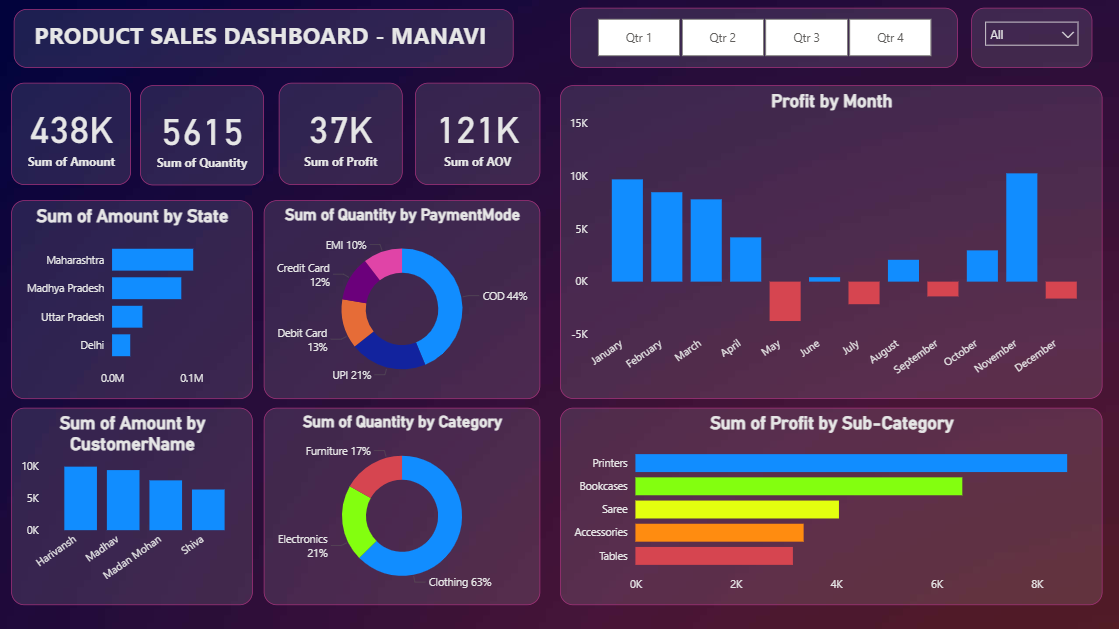 PRODUCT SALES DASHBOARD - MANAVI
Qtr 1
Qtr 2
Qtr 3
Qtr 4
All
438K
Sum of Amount
5615
Sum of Quantity
37K
Sum of Profit
121K
Sum of AOV
Profit by Month
15K
10K
5K
0K
-5K
January
February
March
April
May
June
July
August
September
October
November
December
Sum of Amount by State
Maharashtra
Madhya Pradesh
Uttar Pradesh
Delhi
0.0M
0.1M
Sum of Quantity by PaymentMode
EMI 10%
Credit Card
12%
COD 44%
Debit Card
13%
UPI 21%
Sum of Amount by
CustomerName
10K
5K
0K
Harivansh
Madhav
Madan Mohan
Shiva
Sum of Quantity by Category
Furniture 17%
Electronics
21%
Clothing 63%
Sum of Profit by Sub-Category
Printers
Bookcases
Saree
Accessories
Tables
0K
2K
4K
6K
8K